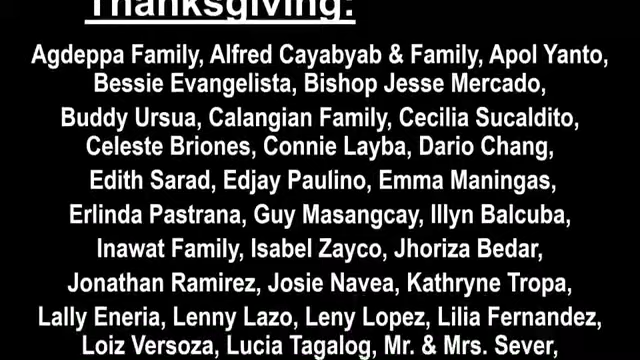 Thanksgiving:
Agdeppa Family, Alfred Cayabyab & Family, Apol Yanto,
Bessie Evangelista, Bishop Jesse Mercado,
Buddy Ursua, Calangian Family, Cecilia Sucaldito,
Celeste Briones, Connie Layba, Dario Chang,
Edith Sarad, Edjay Paulino, Emma Maningas,
Erlinda Pastrana, Guy Masangcay, Illyn Balcuba,
Inawat Family, Isabel Zayco, Jhoriza Bedar,
Jonathan Ramirez, Josie Navea, Kathryne Tropa,
Lally Eneria, Lenny Lazo, Leny Lopez, Lilia Fernandez,
Loiz Versoza, Lucia Tagalog, Mr. & Mrs. Sever,